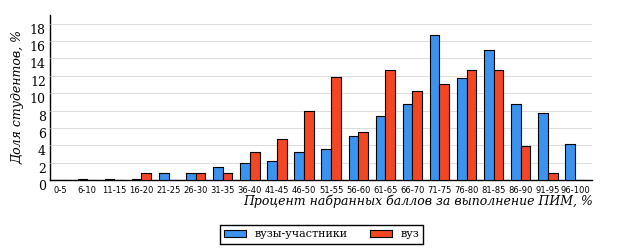 Доля студентов, %
18
16
14
12
10
8
6
4
2
0
0-5 6-10 11-15 16-20 21-25 26-30 31-35 36-40 41-45 46-50 51-55 56-60 61-65 66-70 71-75 76-80 81-85 86-90 91-95 96-100
Процент набранных баллов за выполнение ПИМ, %
вузы-участники вуз